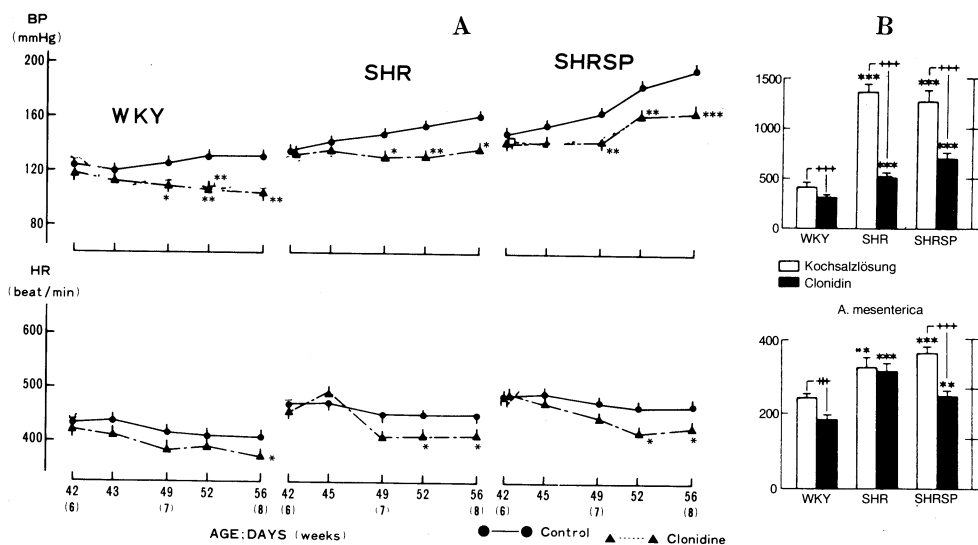 BP
(mmHg)
A
B
200
160
120
80
WKY
SHR
SHRSP
*
**
**
**
*
**
*
**
**
***
HR
(beat/min)
600
500
400
*
*
*
*
*
42 43 49 52 56
(6) (7) (8)
42 45 49 52 56
(6) (7) (8)
42 45 49 52 56
(6) (7) (8)
AGE:DAYS (weeks)
Control
Clonidine
1500
1000
500
0
+++
***
+++
***
***
+++
***
WKY SHR SHRSP
Kochsalzlösung
Clonidin
A. mesenterica
400
200
0
+++
**
***
***
+++
**
WKY SHR SHRSP